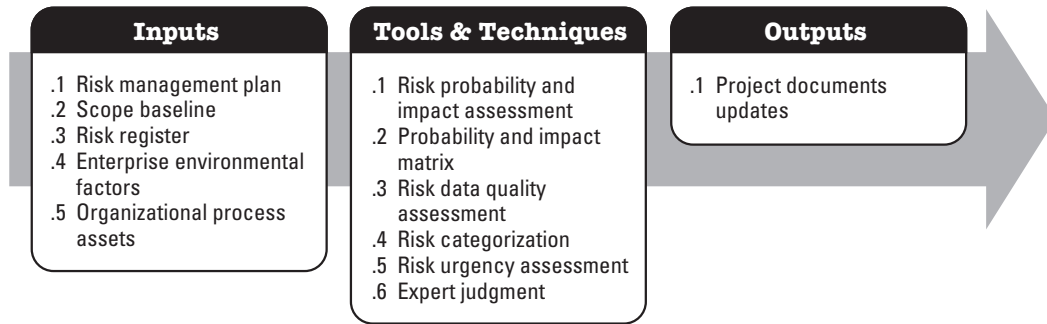 Inputs
.1 Risk management plan
.2 Scope baseline
.3 Risk register
.4 Enterprise environmental
factors
.5 Organizational process
assets
Tools & Techniques
.1 Risk probability and
impact assessment
.2 Probability and impact
matrix
.3 Risk data quality
assessment
.4 Risk categorization
.5 Risk urgency assessment
.6 Expert judgment
Outputs
.1 Project documents
updates